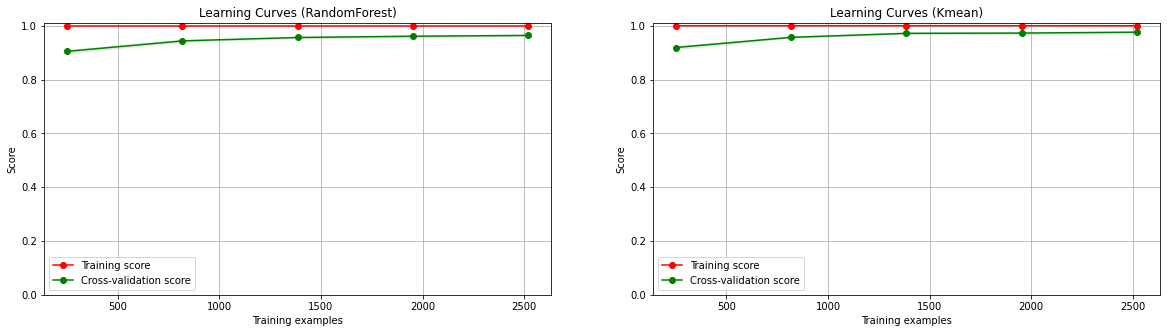 Learning Curves (RandomForest)
1.0
0.8
0.6
0.4
0.2
0.0
Score
Training score
Cross-validation score
500
1000
1500
2000
2500
Training examples
Learning Curves (Kmean)
1.0
0.8
0.6
0.4
0.2
0.0
Score
Training score
Cross-validation score
500
1000
1500
2000
2500
Training examples